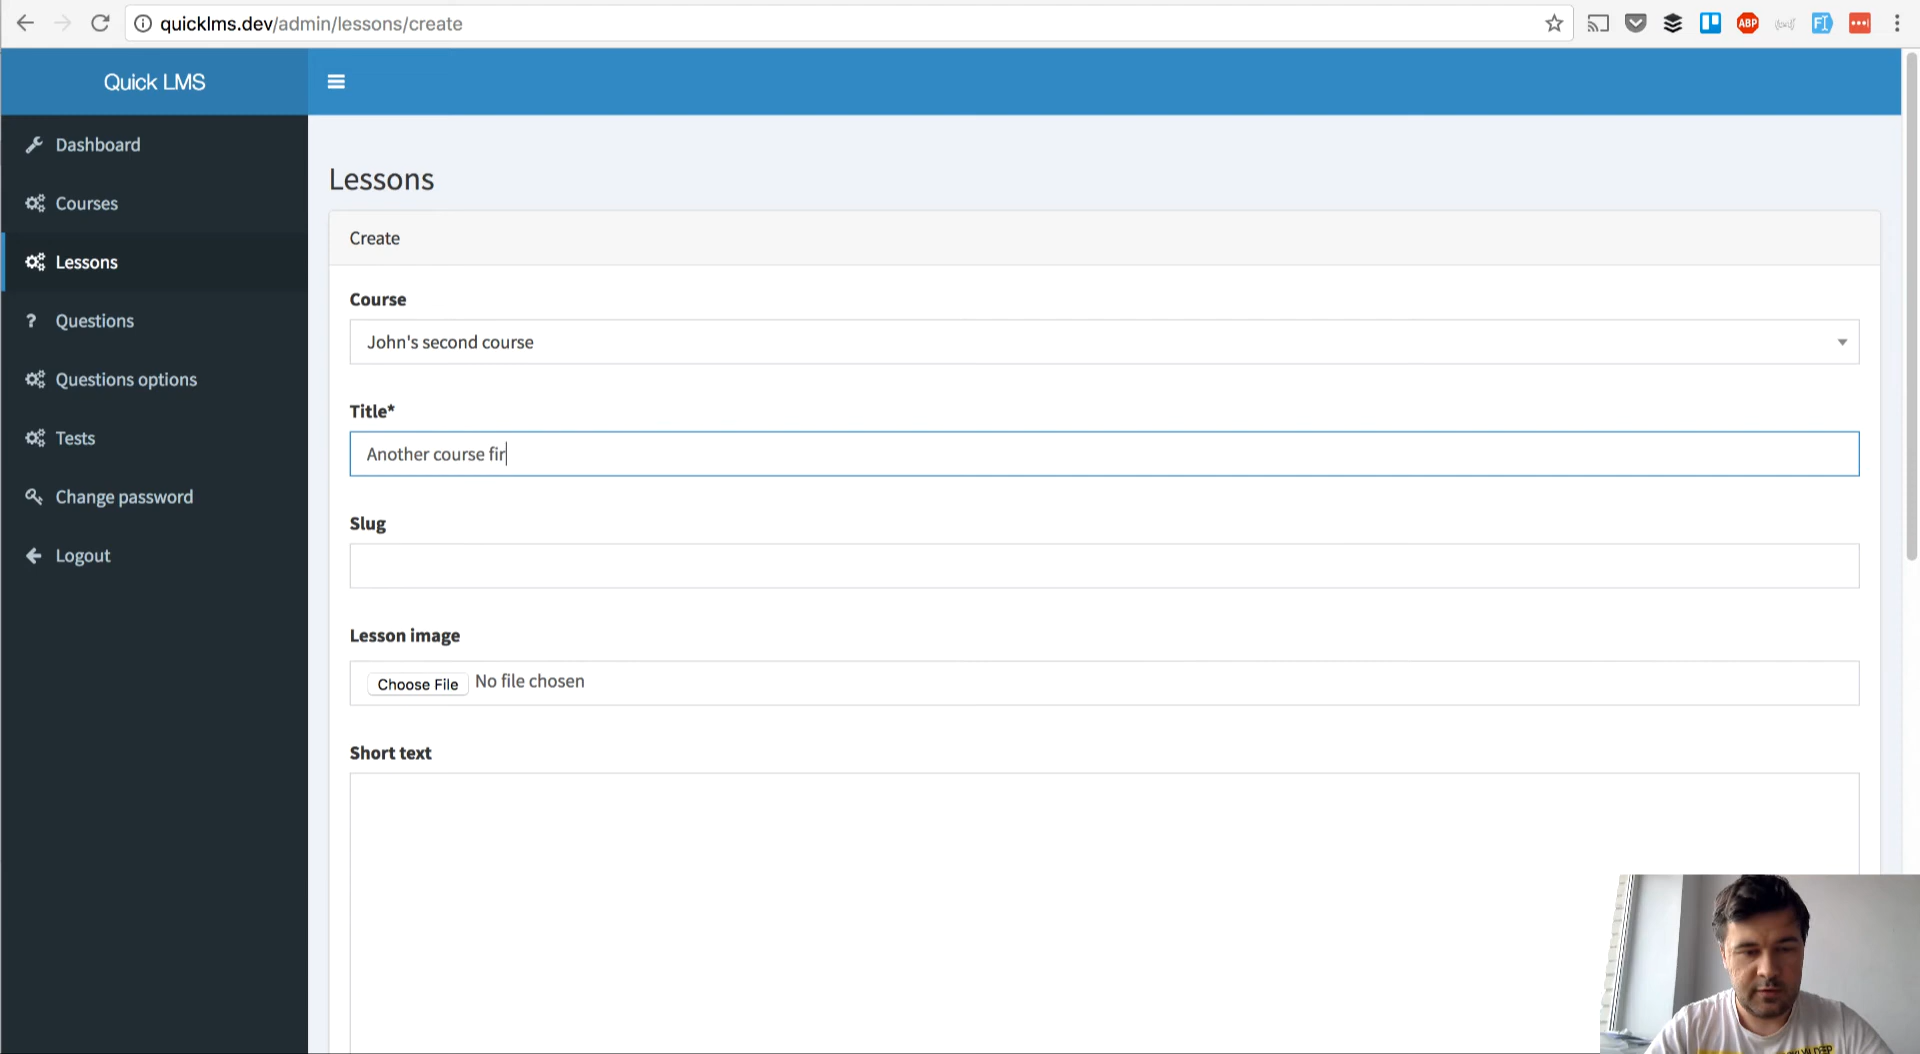 quicklms.dev/admin/lessons/create
ABP
Quick LMS
Dashboard
Courses
Lessons
? Questions
Questions options
Tests
Change password
Logout
Lessons
Create
Course
John's second course
Title*
Another course fir
Slug
Lesson image
Choose File No file chosen
Short text